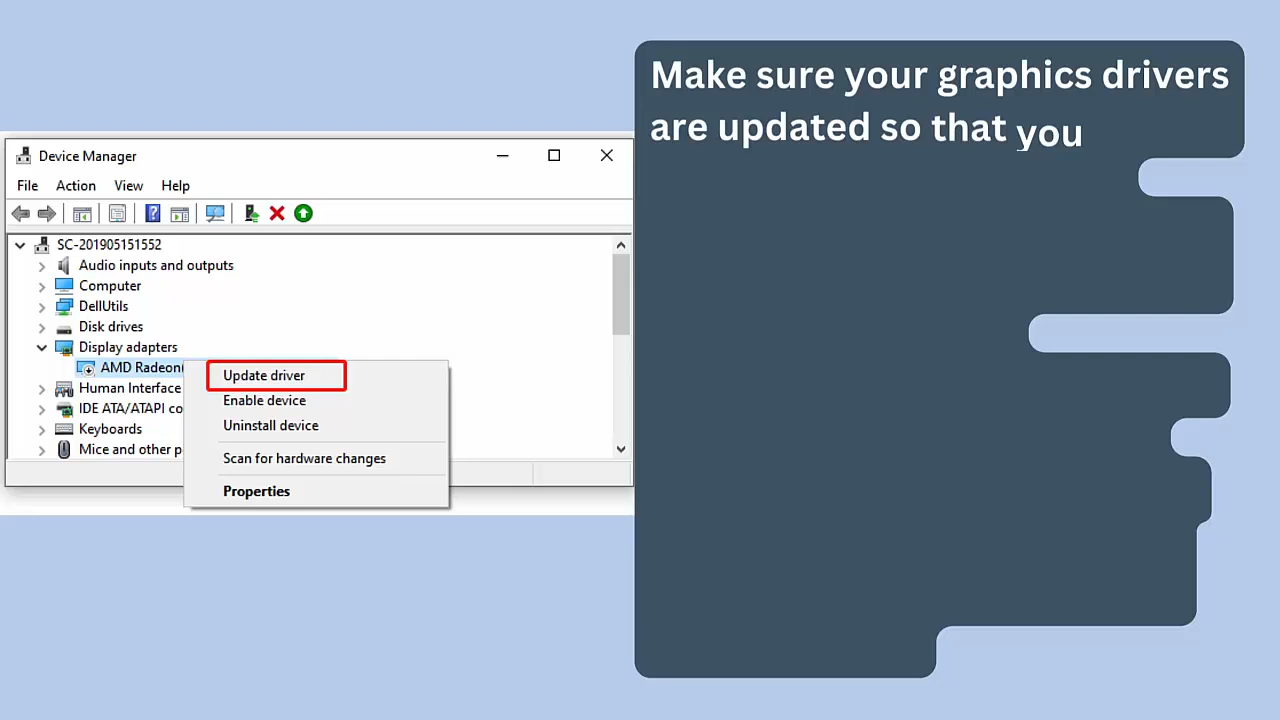 Make sure your graphics drivers
are updated so that you
Device Manager
File Action View Help
SC-201905151552
Audio inputs and outputs
Computer
DellUtils
Disk drives
Display adapters
AMD Radeon(
Human Interface
IDE ATA/ATAPI co
Keyboards
Mice and other p
Update driver
Enable device
Uninstall device
Scan for hardware changes
Properties